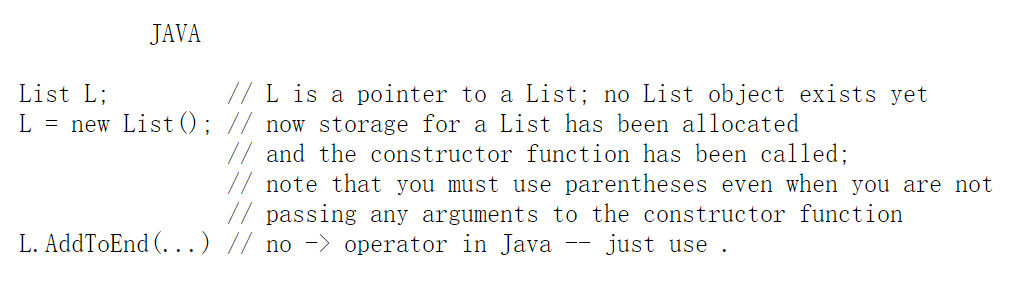 JAVA
List L; // L is a pointer to a List; no List object exists yet
L = new List(); // now storage for a List has been allocated
// and the constructor function has been called;
// note that you must use parentheses even when you are not
// passing any arguments to the constructor function
L.AddToEnd(...) // no -> operator in Java -- just use .